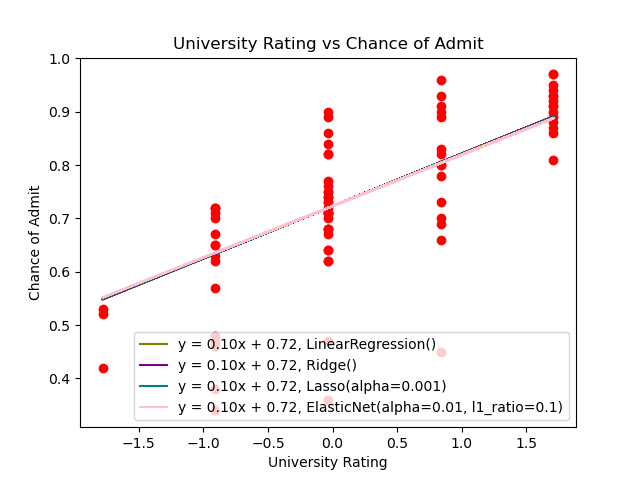 University Rating vs Chance of Admit
1.0
0.9
0.8
0.7
0.6
0.5
0.4
Chance of Admit
y = 0.10x + 0.72, LinearRegression()
y = 0.10x + 0.72, Ridge()
y = 0.10x + 0.72, Lasso(alpha=0.001)
y = 0.10x + 0.72, ElasticNet(alpha=0.01, l1_ratio=0.1)
−1.5 −1.0 −0.5 0.0 0.5 1.0 1.5
University Rating